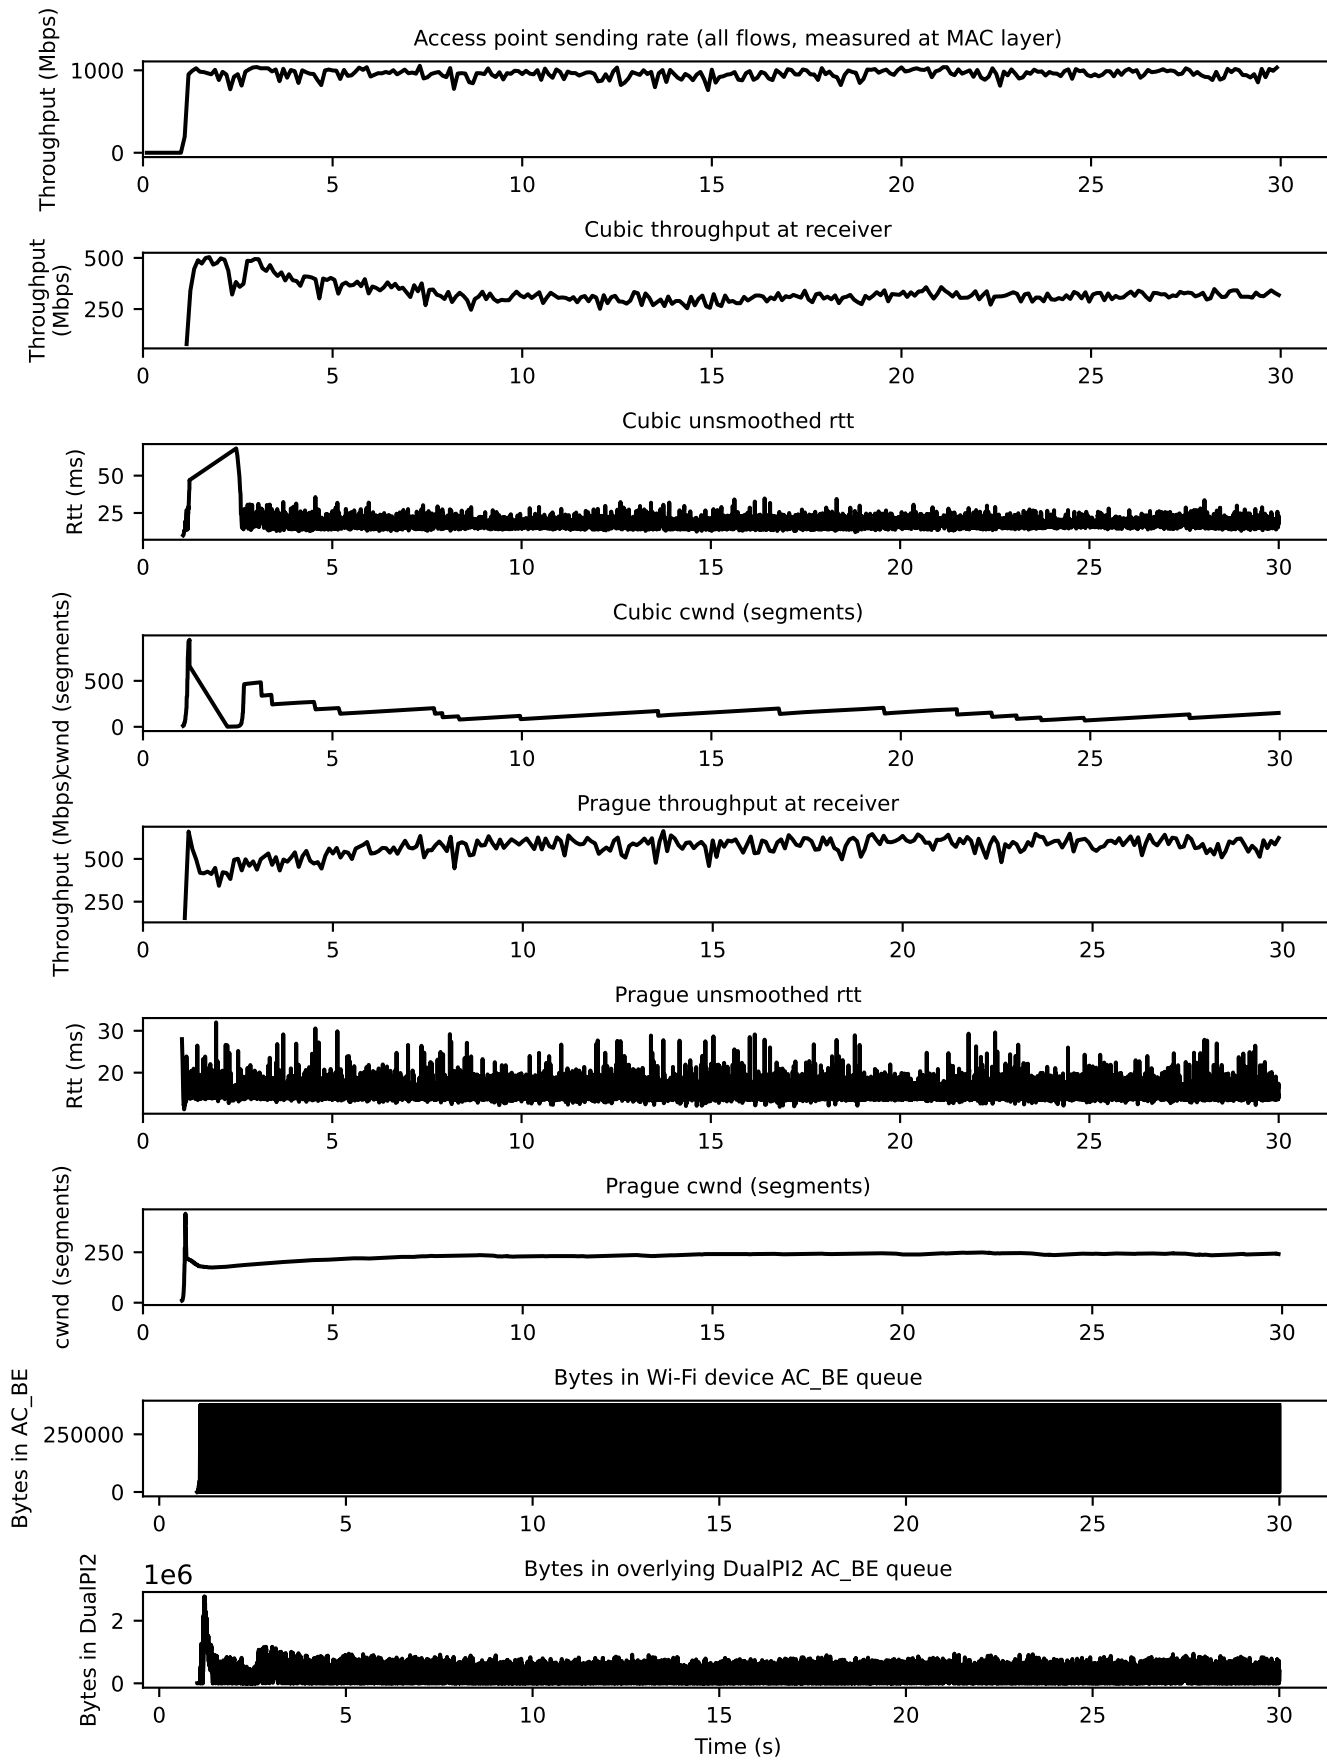 Access point sending rate (all flows, measured at MAC layer)
Throughput (Mbps)
1000
0
0 5 10 15 20 25 30
Cubic throughput at receiver
Throughput
(Mbps)
500
250
0 5 10 15 20 25 30
Cubic unsmoothed rtt
Rtt (ms)
50
25
0 5 10 15 20 25 30
Cubic cwnd (segments)
cwnd (segments)
500
0
0 5 10 15 20 25 30
Prague throughput at receiver
Throughput (Mbps)
500
250
0 5 10 15 20 25 30
Prague unsmoothed rtt
Rtt (ms)
30
20
0 5 10 15 20 25 30
Prague cwnd (segments)
cwnd (segments)
250
0
0 5 10 15 20 25 30
Bytes in Wi-Fi device AC_BE queue
Bytes in AC_BE
250000
0
0 5 10 15 20 25 30
Bytes in overlying DualPI2 AC_BE queue
Bytes in DualPI2
1e6
2
0
0 5 10 15 20 25 30
Time (s)